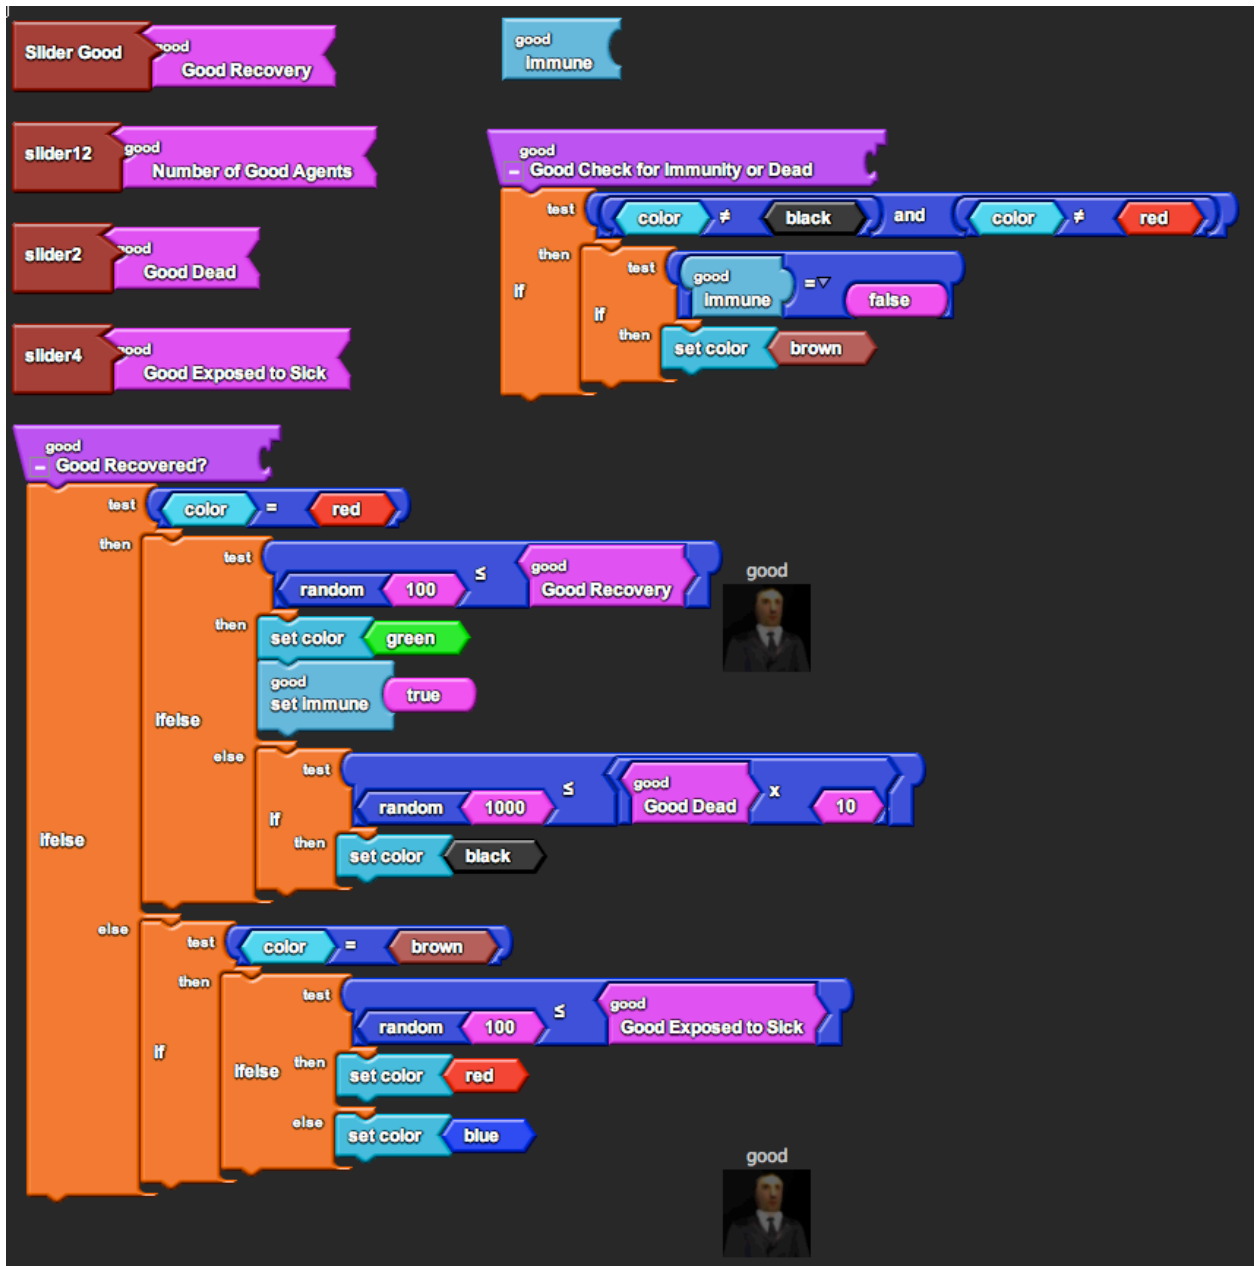 Slider Good
good
Good Recovery
good
immune
slider12
good
Number of Good Agents
good
Good Check for Immunity or Dead
test
color ≠ black and color ≠ red
then
if
test
good
immune = false
if
then
set color brown
slider2
good
Good Dead
slider4
good
Good Exposed to Sick
good
Good Recovered?
test
color = red
then
test
random 100 ≤ good
Good Recovery
then
set color green
good
set immune true
ifelse
else
test
random 1000 ≤ good
Good Dead x 10
if
then
set color black
ifelse
else
test
color = brown
then
test
random 100 ≤ good
Good Exposed to Sick
if
ifelse
then
set color red
else
set color blue
good
good